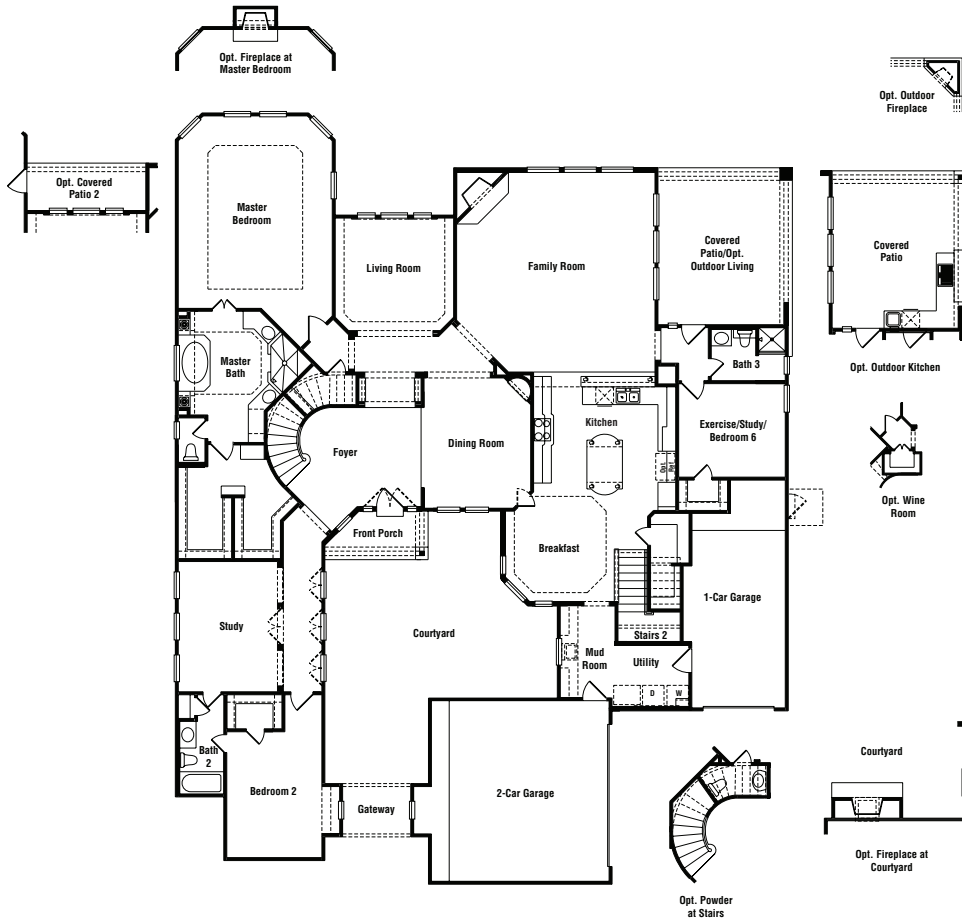 Opt. Fireplace at
Master Bedroom
Opt. Outdoor
Fireplace
Opt. Covered
Patio 2
Master
Bedroom
Living Room
Family Room
Covered
Patio/Opt.
Outdoor Living
Covered
Patio
Opt. Outdoor Kitchen
Master
Bath
Bath 3
Foyer
Dining Room
Kitchen
Exercise/Study/
Bedroom 6
Opt.
Ref.
Opt. Wine
Room
Front Porch
Breakfast
1-Car Garage
Study
Courtyard
Stairs 2
Mud
Room
Utility
D
W
Bath
2
Bedroom 2
Gateway
2-Car Garage
Courtyard
Opt. Fireplace at
Courtyard
Opt. Powder
at Stairs